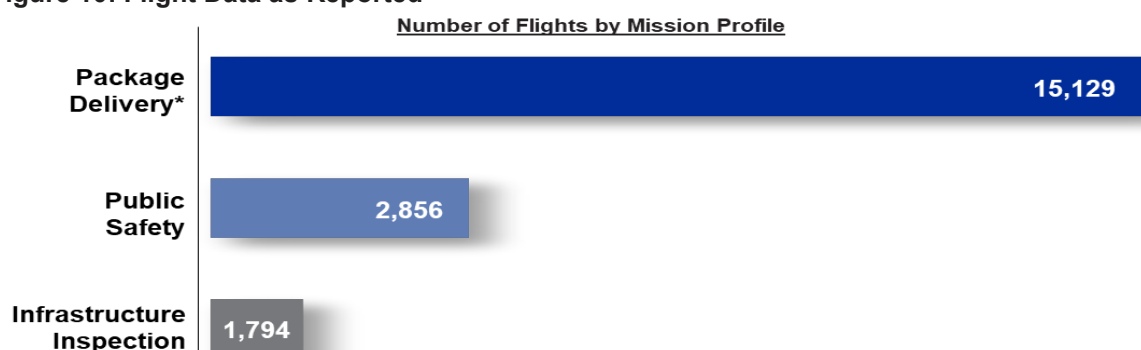 Number of Flights by Mission Profile
Package
Delivery*
15,129
Public
Safety
2,856
Infrastructure
Inspection
1,794